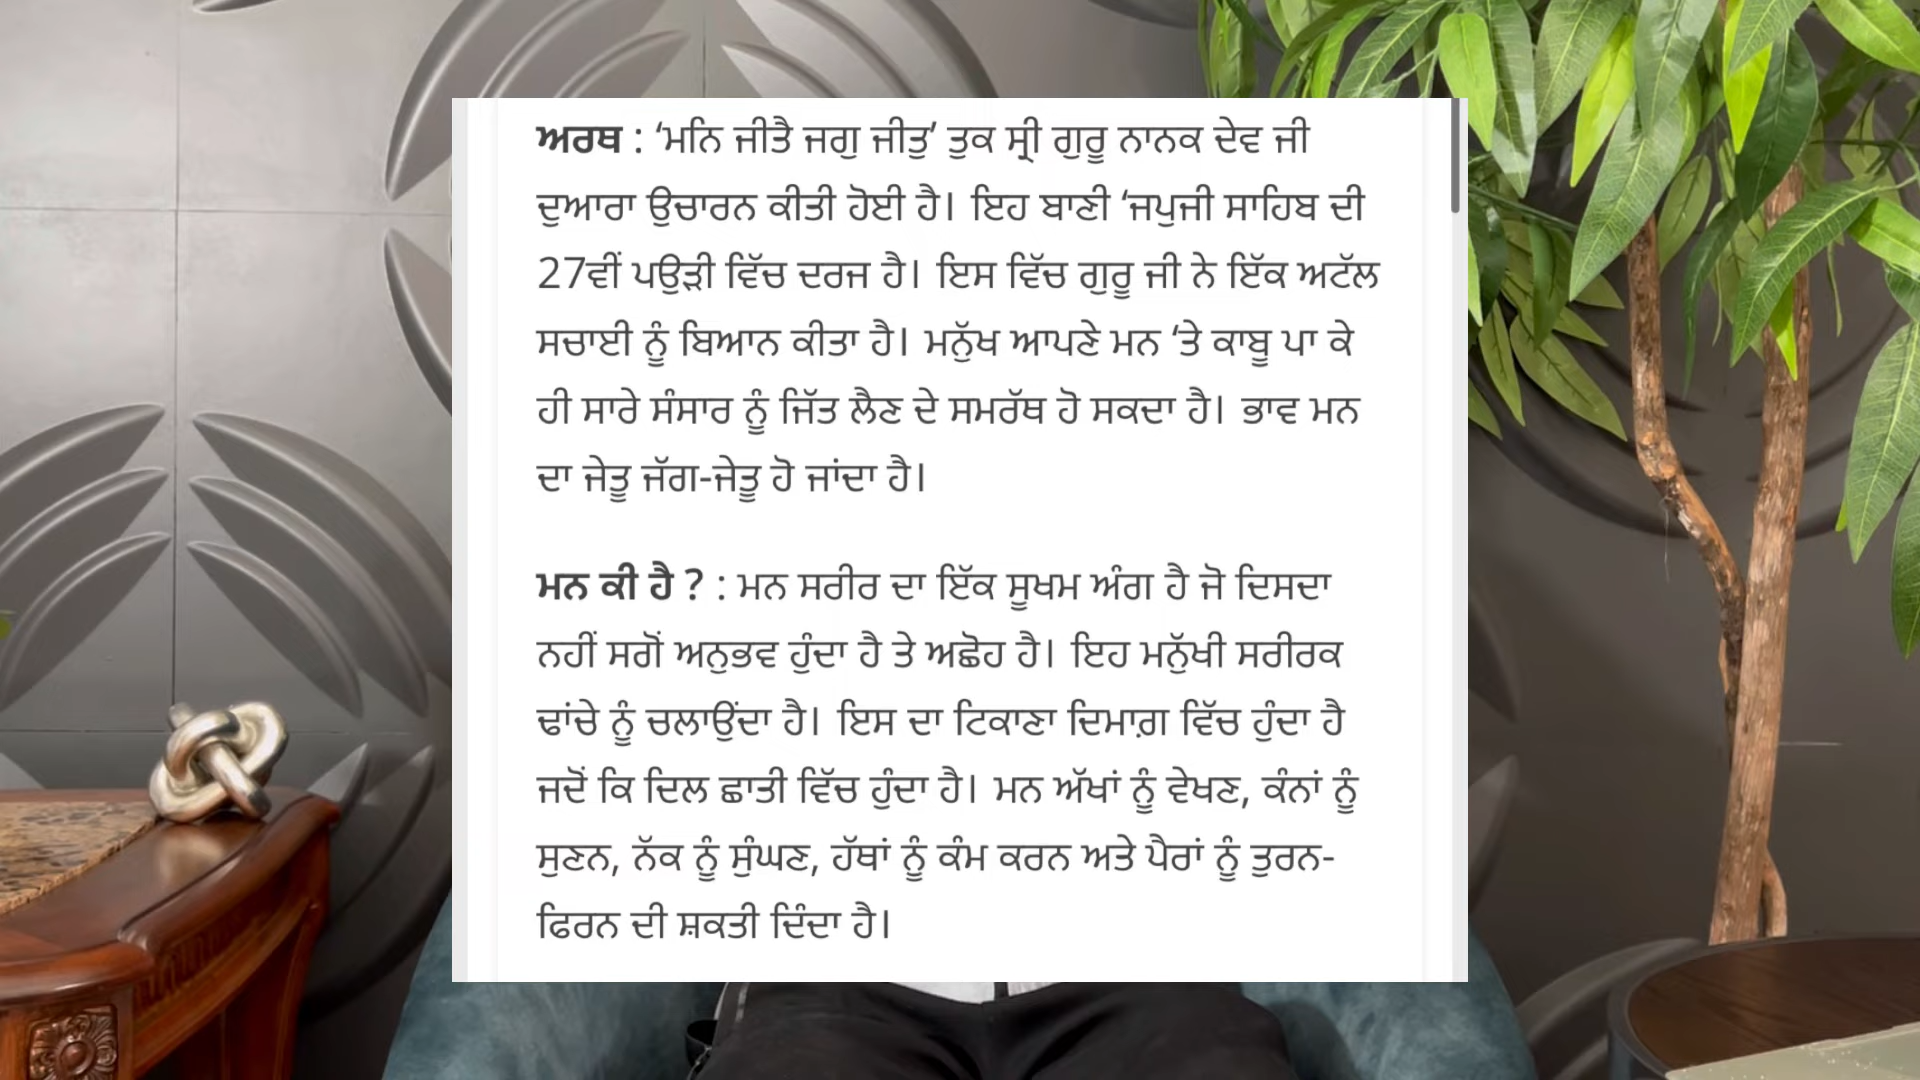 ਅਰਥ : ‘ਮਨਿ ਜੀਤੈ ਜਗੁ ਜੀਤੁ’ ਤੁਕ ਸ੍ਰੀ ਗੁਰੂ ਨਾਨਕ ਦੇਵ ਜੀ
ਦੁਆਰਾ ਉਚਾਰਨ ਕੀਤੀ ਹੋਈ ਹੈ। ਇਹ ਬਾਣੀ ‘ਜਪੁਜੀ ਸਾਹਿਬ ਦੀ
27ਵੀਂ ਪਉੜੀ ਵਿੱਚ ਦਰਜ ਹੈ। ਇਸ ਵਿੱਚ ਗੁਰੂ ਜੀ ਨੇ ਇੱਕ ਅਟੱਲ
ਸਚਾਈ ਨੂੰ ਬਿਆਨ ਕੀਤਾ ਹੈ। ਮਨੁੱਖ ਆਪਣੇ ਮਨ ‘ਤੇ ਕਾਬੂ ਪਾ ਕੇ
ਹੀ ਸਾਰੇ ਸੰਸਾਰ ਨੂੰ ਜਿੱਤ ਲੈਣ ਦੇ ਸਮਰੱਥ ਹੋ ਸਕਦਾ ਹੈ। ਭਾਵ ਮਨ
ਦਾ ਜੇਤੂ ਜੱਗ-ਜੇਤੂ ਹੋ ਜਾਂਦਾ ਹੈ।
ਮਨ ਕੀ ਹੈ ? : ਮਨ ਸਰੀਰ ਦਾ ਇੱਕ ਸੂਖਮ ਅੰਗ ਹੈ ਜੋ ਦਿਸਦਾ
ਨਹੀਂ ਸਗੋਂ ਅਨੁਭਵ ਹੁੰਦਾ ਹੈ ਤੇ ਅਛੋਹ ਹੈ। ਇਹ ਮਨੁੱਖੀ ਸਰੀਰਕ
ਢਾਂਚੇ ਨੂੰ ਚਲਾਉਂਦਾ ਹੈ। ਇਸ ਦਾ ਟਿਕਾਣਾ ਦਿਮਾਗ਼ ਵਿੱਚ ਹੁੰਦਾ ਹੈ
ਜਦੋਂ ਕਿ ਦਿਲ ਛਾਤੀ ਵਿੱਚ ਹੁੰਦਾ ਹੈ। ਮਨ ਅੱਖਾਂ ਨੂੰ ਵੇਖਣ, ਕੰਨਾਂ ਨੂੰ
ਸੁਣਨ, ਨੱਕ ਨੂੰ ਸੁੰਘਣ, ਹੱਥਾਂ ਨੂੰ ਕੰਮ ਕਰਨ ਅਤੇ ਪੈਰਾਂ ਨੂੰ ਤੁਰਨ-
ਫਿਰਨ ਦੀ ਸ਼ਕਤੀ ਦਿੰਦਾ ਹੈ।